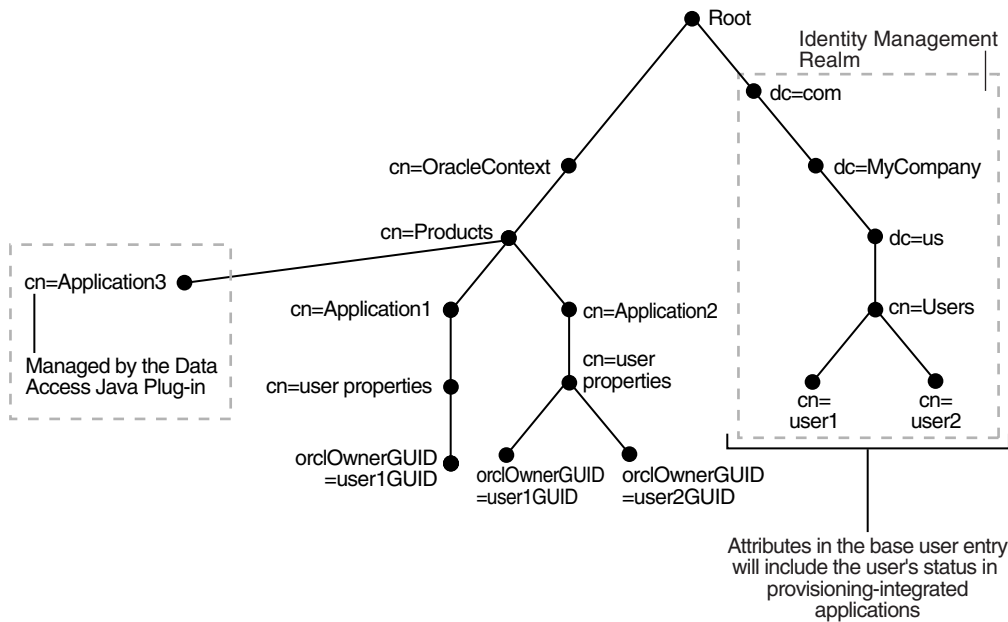 Root
Identity Management
Realm
dc=com
cn=OracleContext
dc=MyCompany
cn=Products
dc=us
cn=Application3
cn=Application1
cn=Application2
cn=Users
Managed by the Data
Access Java Plug-in
cn=user properties
cn=user
properties
cn=
user1
cn=
user2
orclOwnerGUID
=user1GUID
orclOwnerGUID
=user1GUID
orclOwnerGUID
=user2GUID
Attributes in the base user entry
will include the user's status in
provisioning-integrated
applications